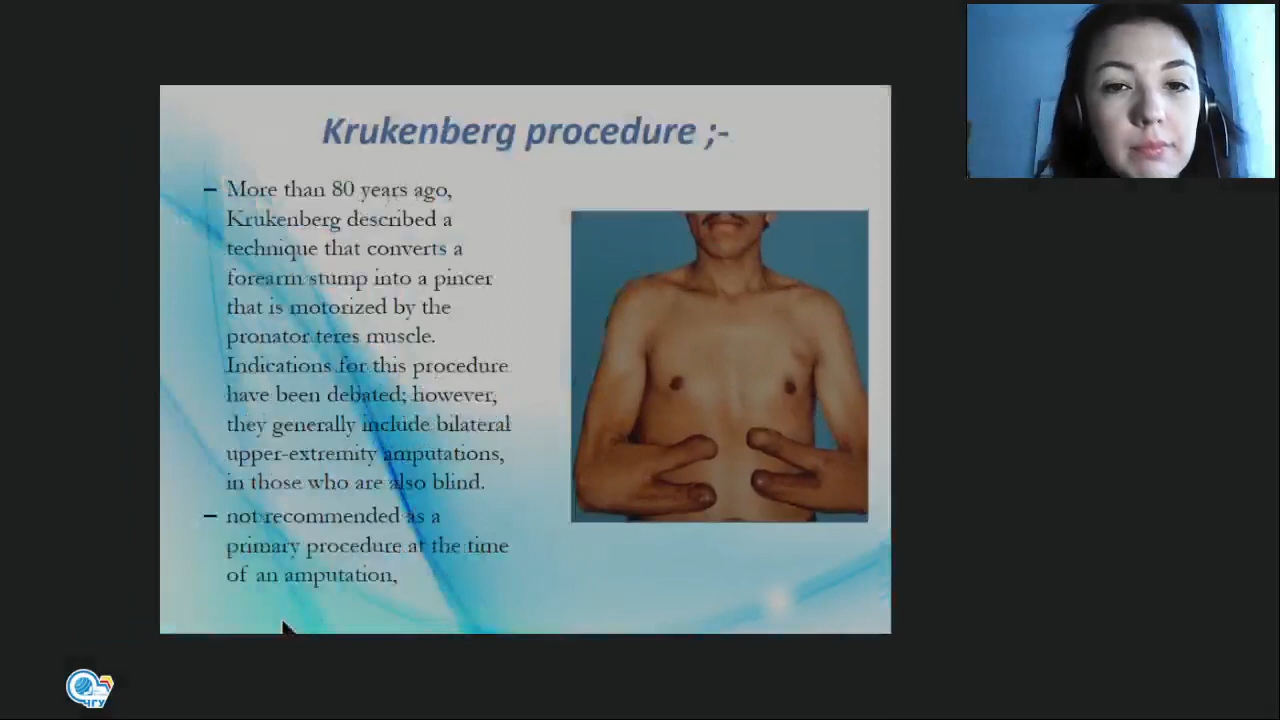 Krukenberg procedure ;-
– More than 80 years ago,
Krukenberg described a
technique that converts a
forearm stump into a pincer
that is motorized by the
pronator teres muscle.
Indications for this procedure
have been debated; however,
they generally include bilateral
upper-extremity amputations,
in those who are also blind.
– not recommended as a
primary procedure at the time
of an amputation,
ЧГУ